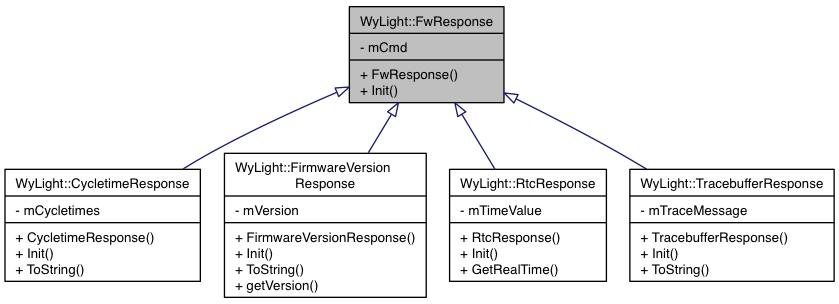 WyLight::FwResponse
- mCmd
+ FwResponse()
+ Init()
WyLight::CycletimeResponse
- mCycletimes
+ CycletimeResponse()
+ Init()
+ ToString()
WyLight::FirmwareVersion
Response
- mVersion
+ FirmwareVersionResponse()
+ Init()
+ ToString()
+ getVersion()
WyLight::RtcResponse
- mTimeValue
+ RtcResponse()
+ Init()
+ GetRealTime()
WyLight::TracebufferResponse
- mTraceMessage
+ TracebufferResponse()
+ Init()
+ ToString()